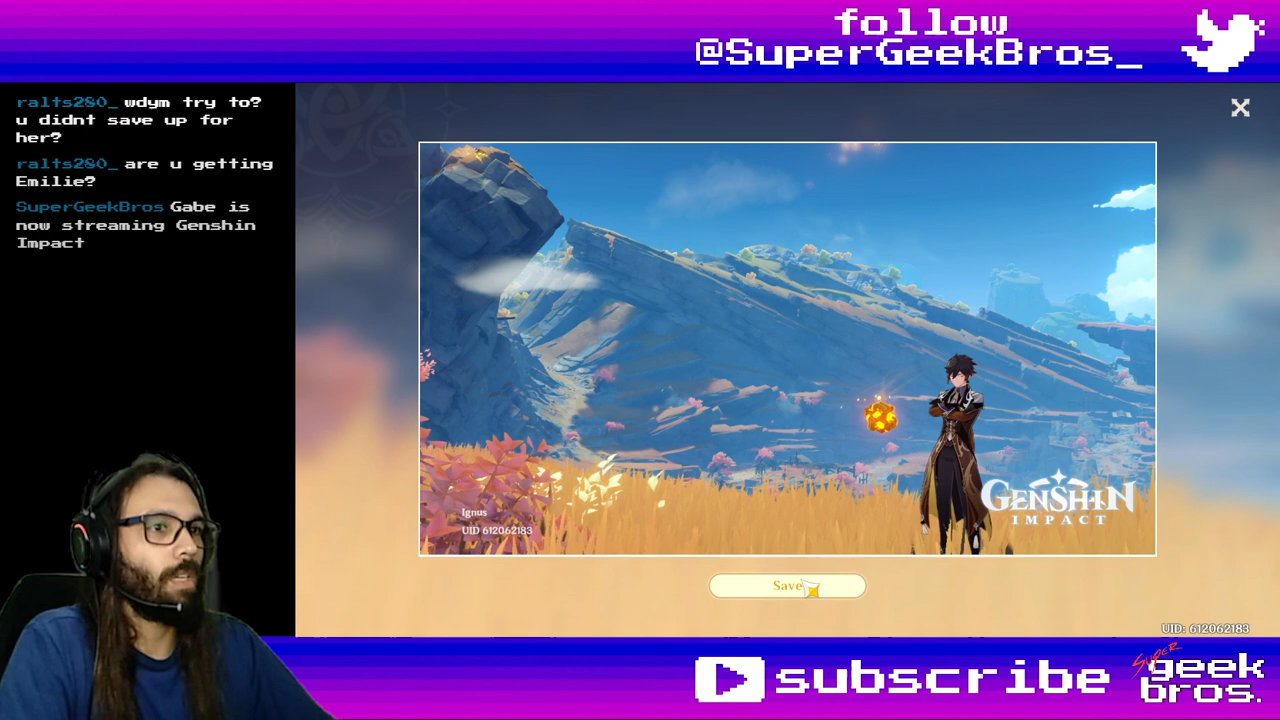 follow
@SuperGeekBros_
ralts280_ wdym try to?
u didnt save up for
her?
ralts280_ are u getting
Emilie?
SuperGeekBros Gabe is
now streaming Genshin
Impact
Ignus
UID 612062183
GENSHIN
IMPACT
Save
UID: 612062183
subscribe
SUPER
geek
bros.